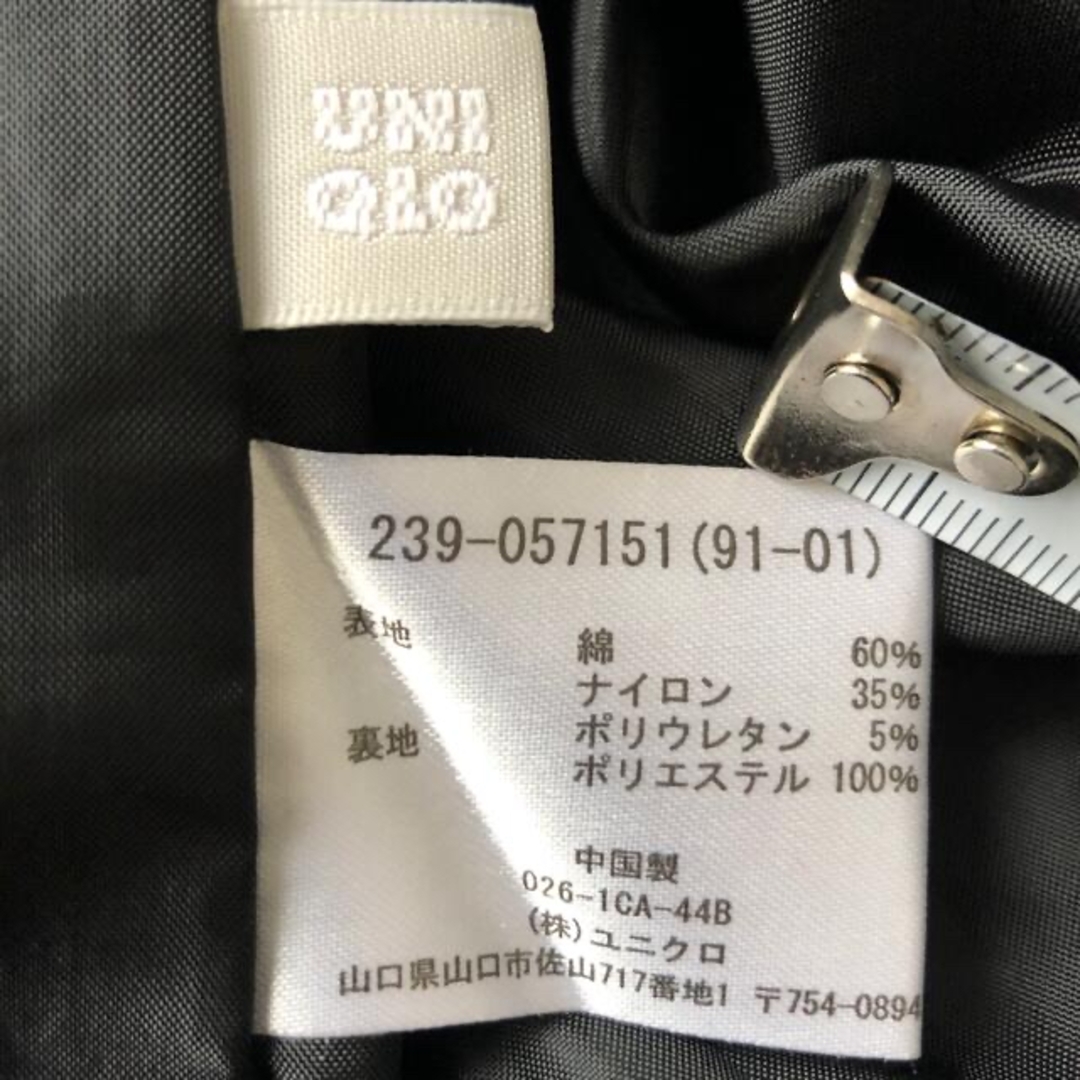 UNI
QLO
239-057151(91-01)
表地 綿 60%
ナイロン 35%
ポリウレタン 5%
裏地 ポリエステル 100%
中国製
026-1CA-44B
(株)ユニクロ
山口県山口市佐山717番地1 〒754-0894